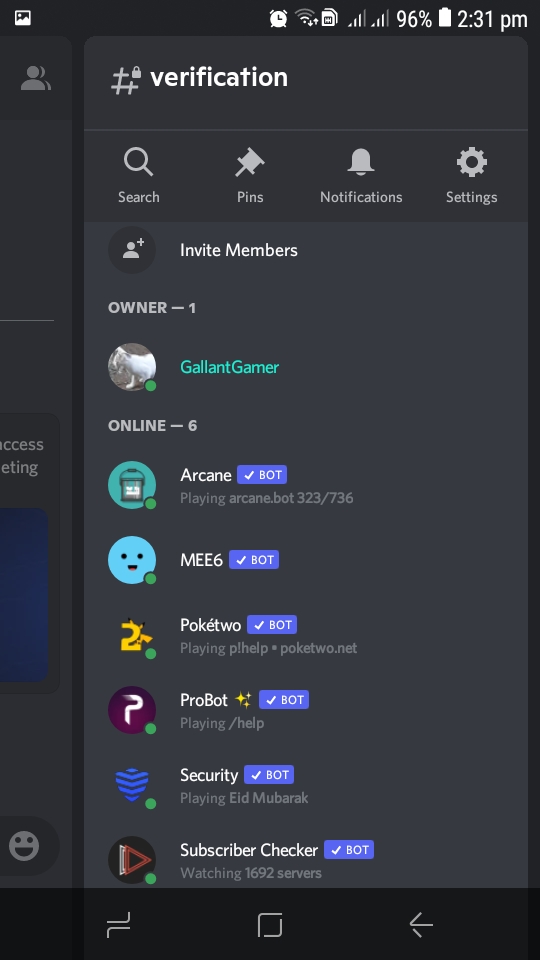 96% 2:31 pm
verification
Search Pins Notifications Settings
Invite Members
OWNER — 1
GallantGamer
ONLINE — 6
access
eting
Arcane ✓ BOT
Playing arcane.bot 323/736
MEE6 ✓ BOT
Pokétwo ✓ BOT
Playing p!help • poketwo.net
ProBot ✨ ✓ BOT
Playing /help
Security ✓ BOT
Playing Eid Mubarak
Subscriber Checker ✓ BOT
Watching 1692 servers